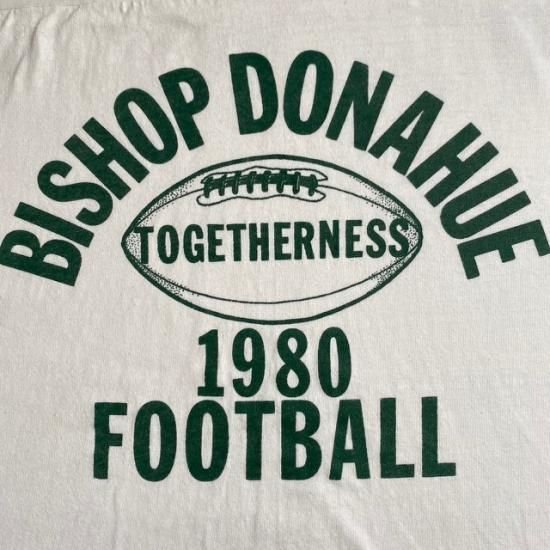 BISHOP DONAHUE
TOGETHERNESS
1980
FOOTBALL